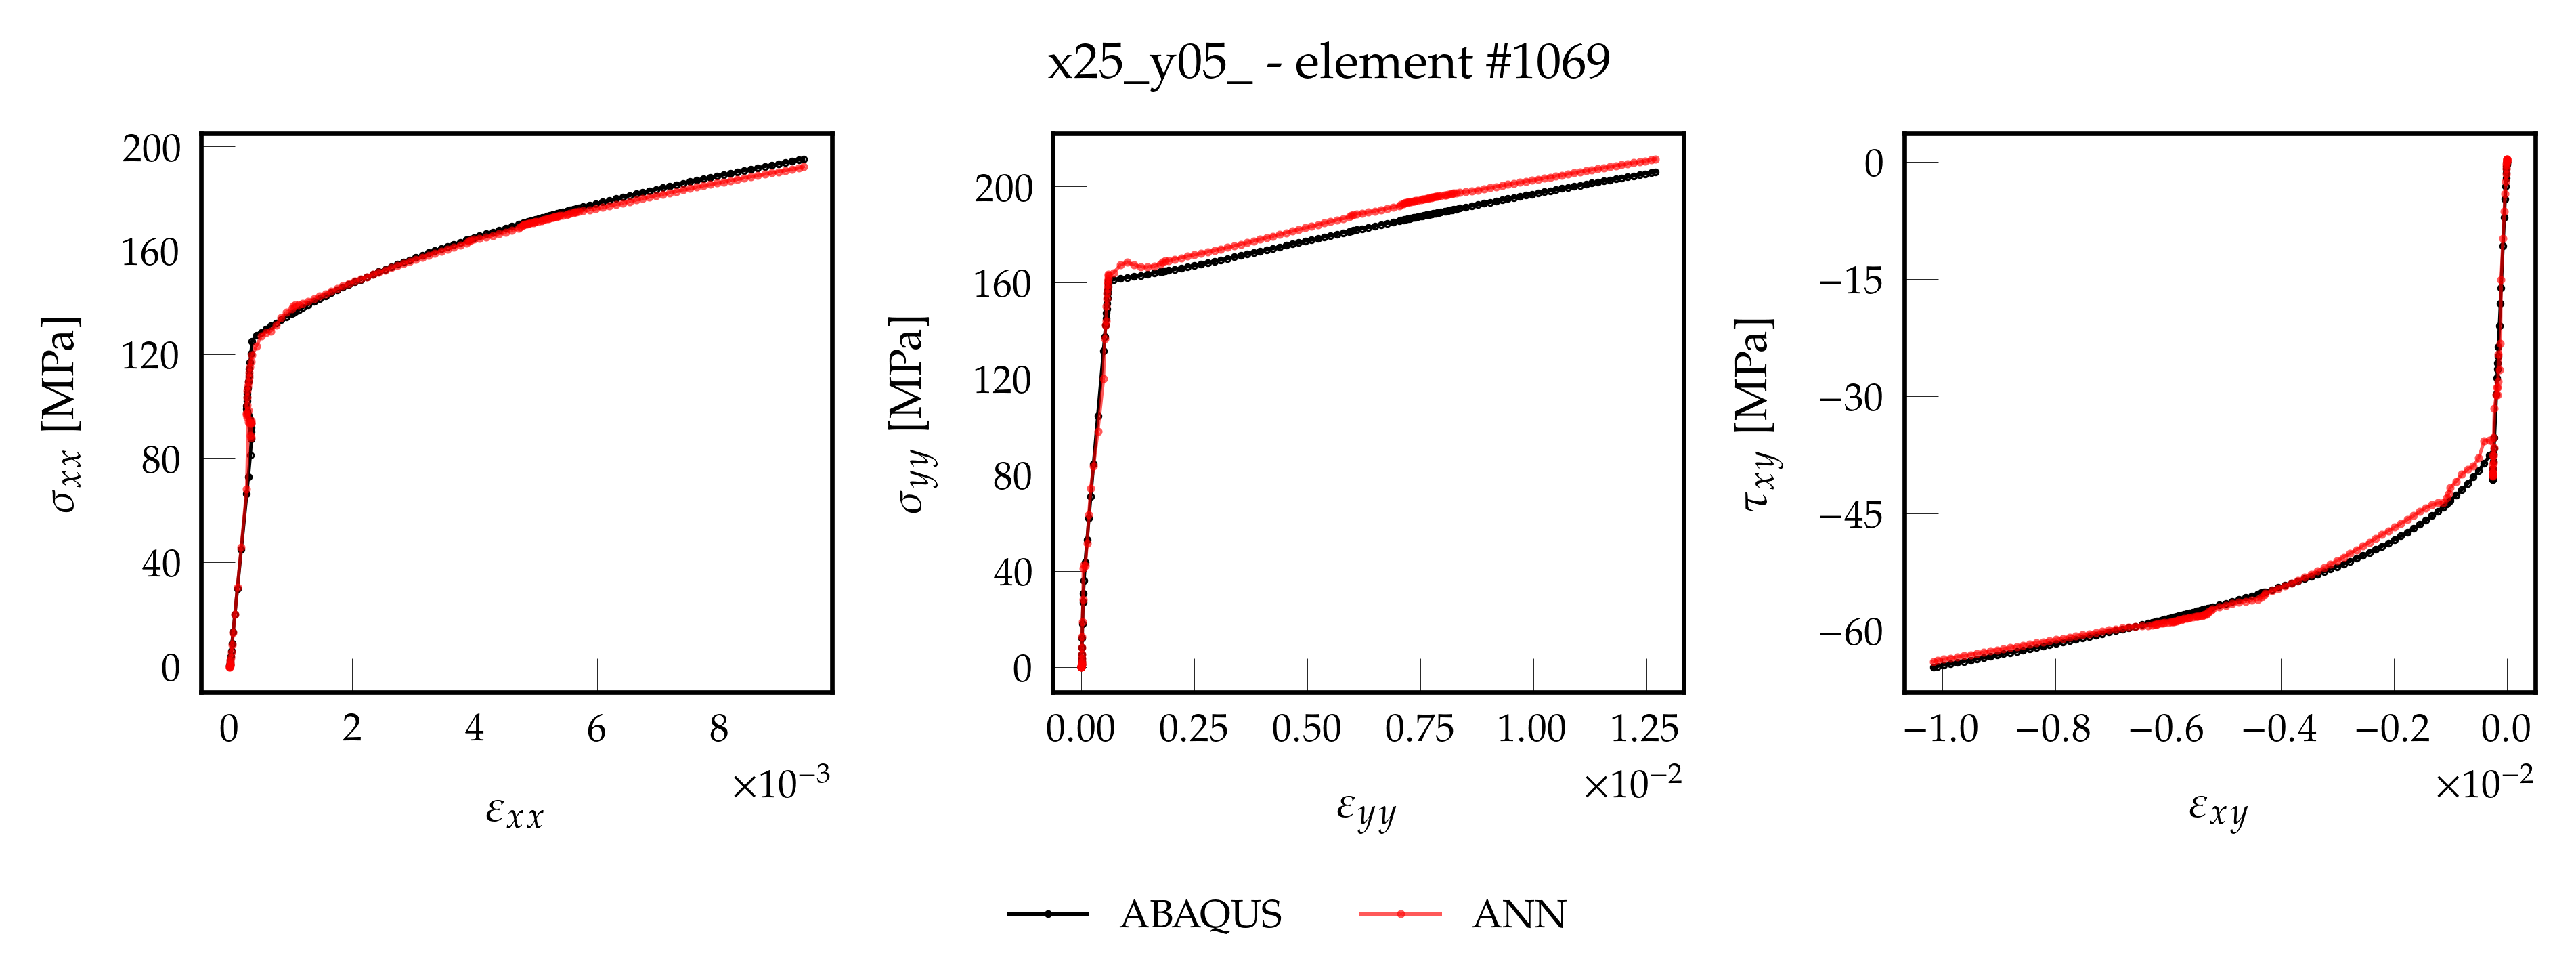 x25_y05_ - element #1069
200
160
120
80
40
0
σxx [MPa]
0 2 4 6 8
×10⁻³
εxx
200
160
120
80
40
0
σyy [MPa]
0.00 0.25 0.50 0.75 1.00 1.25
×10⁻²
εyy
0
−15
−30
−45
−60
τxy [MPa]
−1.0 −0.8 −0.6 −0.4 −0.2 0.0
×10⁻²
εxy
ABAQUS ANN